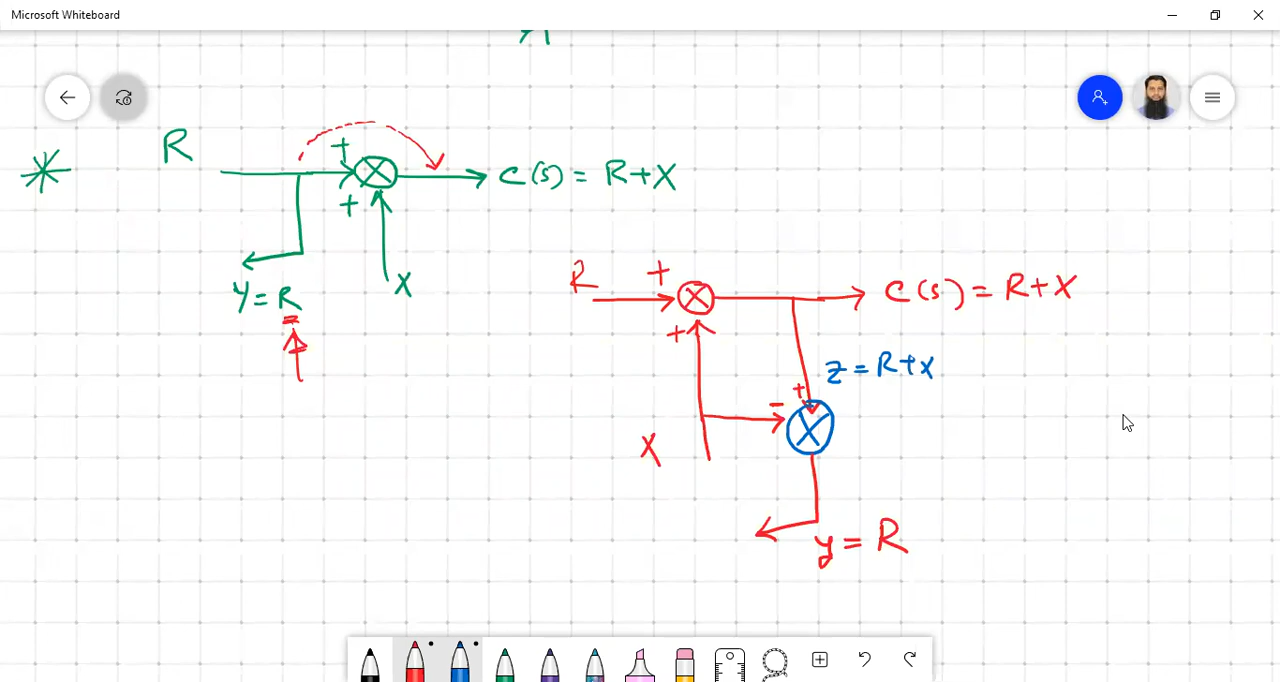 Microsoft Whiteboard
R
+
C(s) = R+X
+
X
y = R
R
+
C(s) = R+X
+
z = R+X
+
-
X
y = R